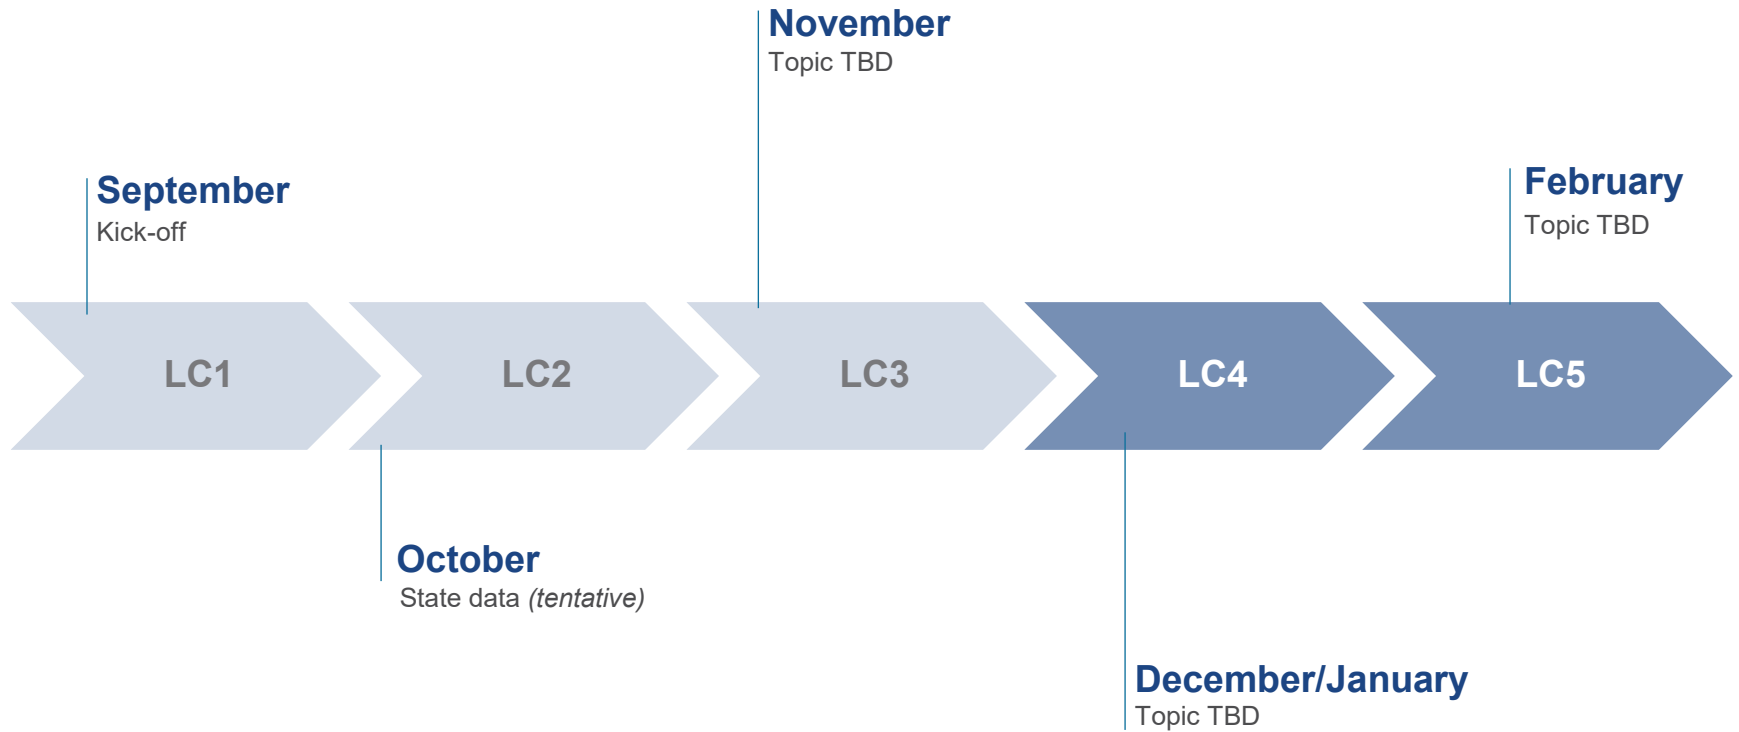 November
Topic TBD
September
Kick-off
February
Topic TBD
LC1
LC2
LC3
LC4
LC5
October
State data (tentative)
December/January
Topic TBD